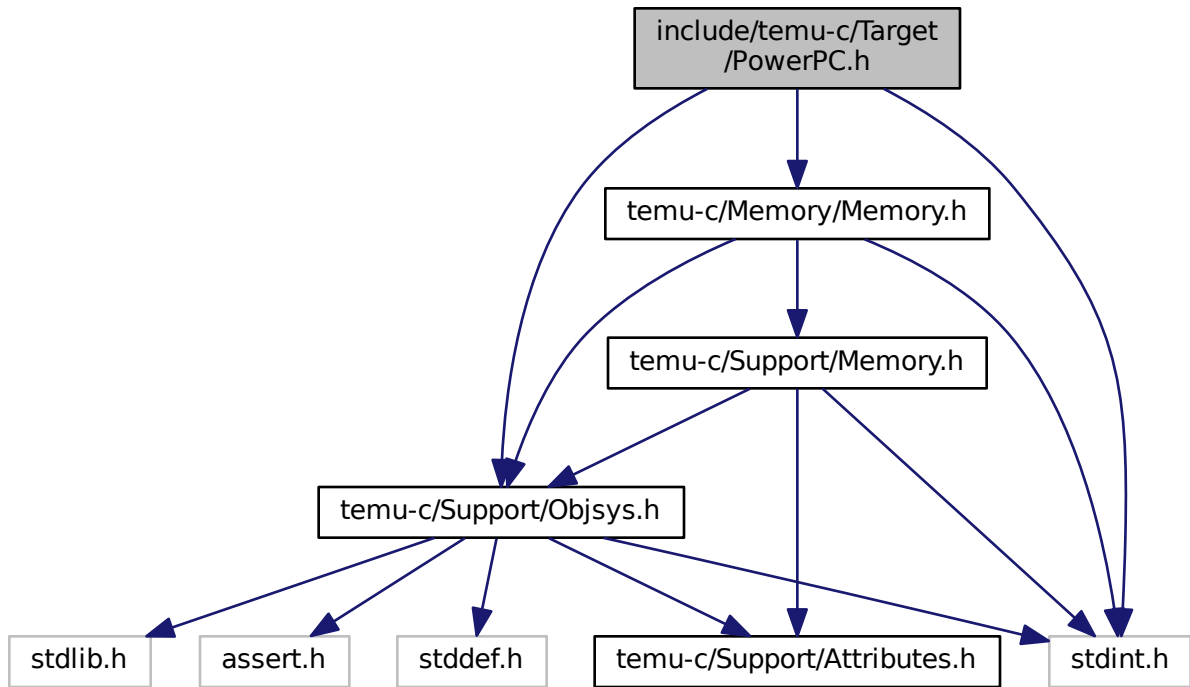 include/temu-c/Target
/PowerPC.h
temu-c/Memory/Memory.h
temu-c/Support/Memory.h
temu-c/Support/Objsys.h
stdlib.h
assert.h
stddef.h
temu-c/Support/Attributes.h
stdint.h